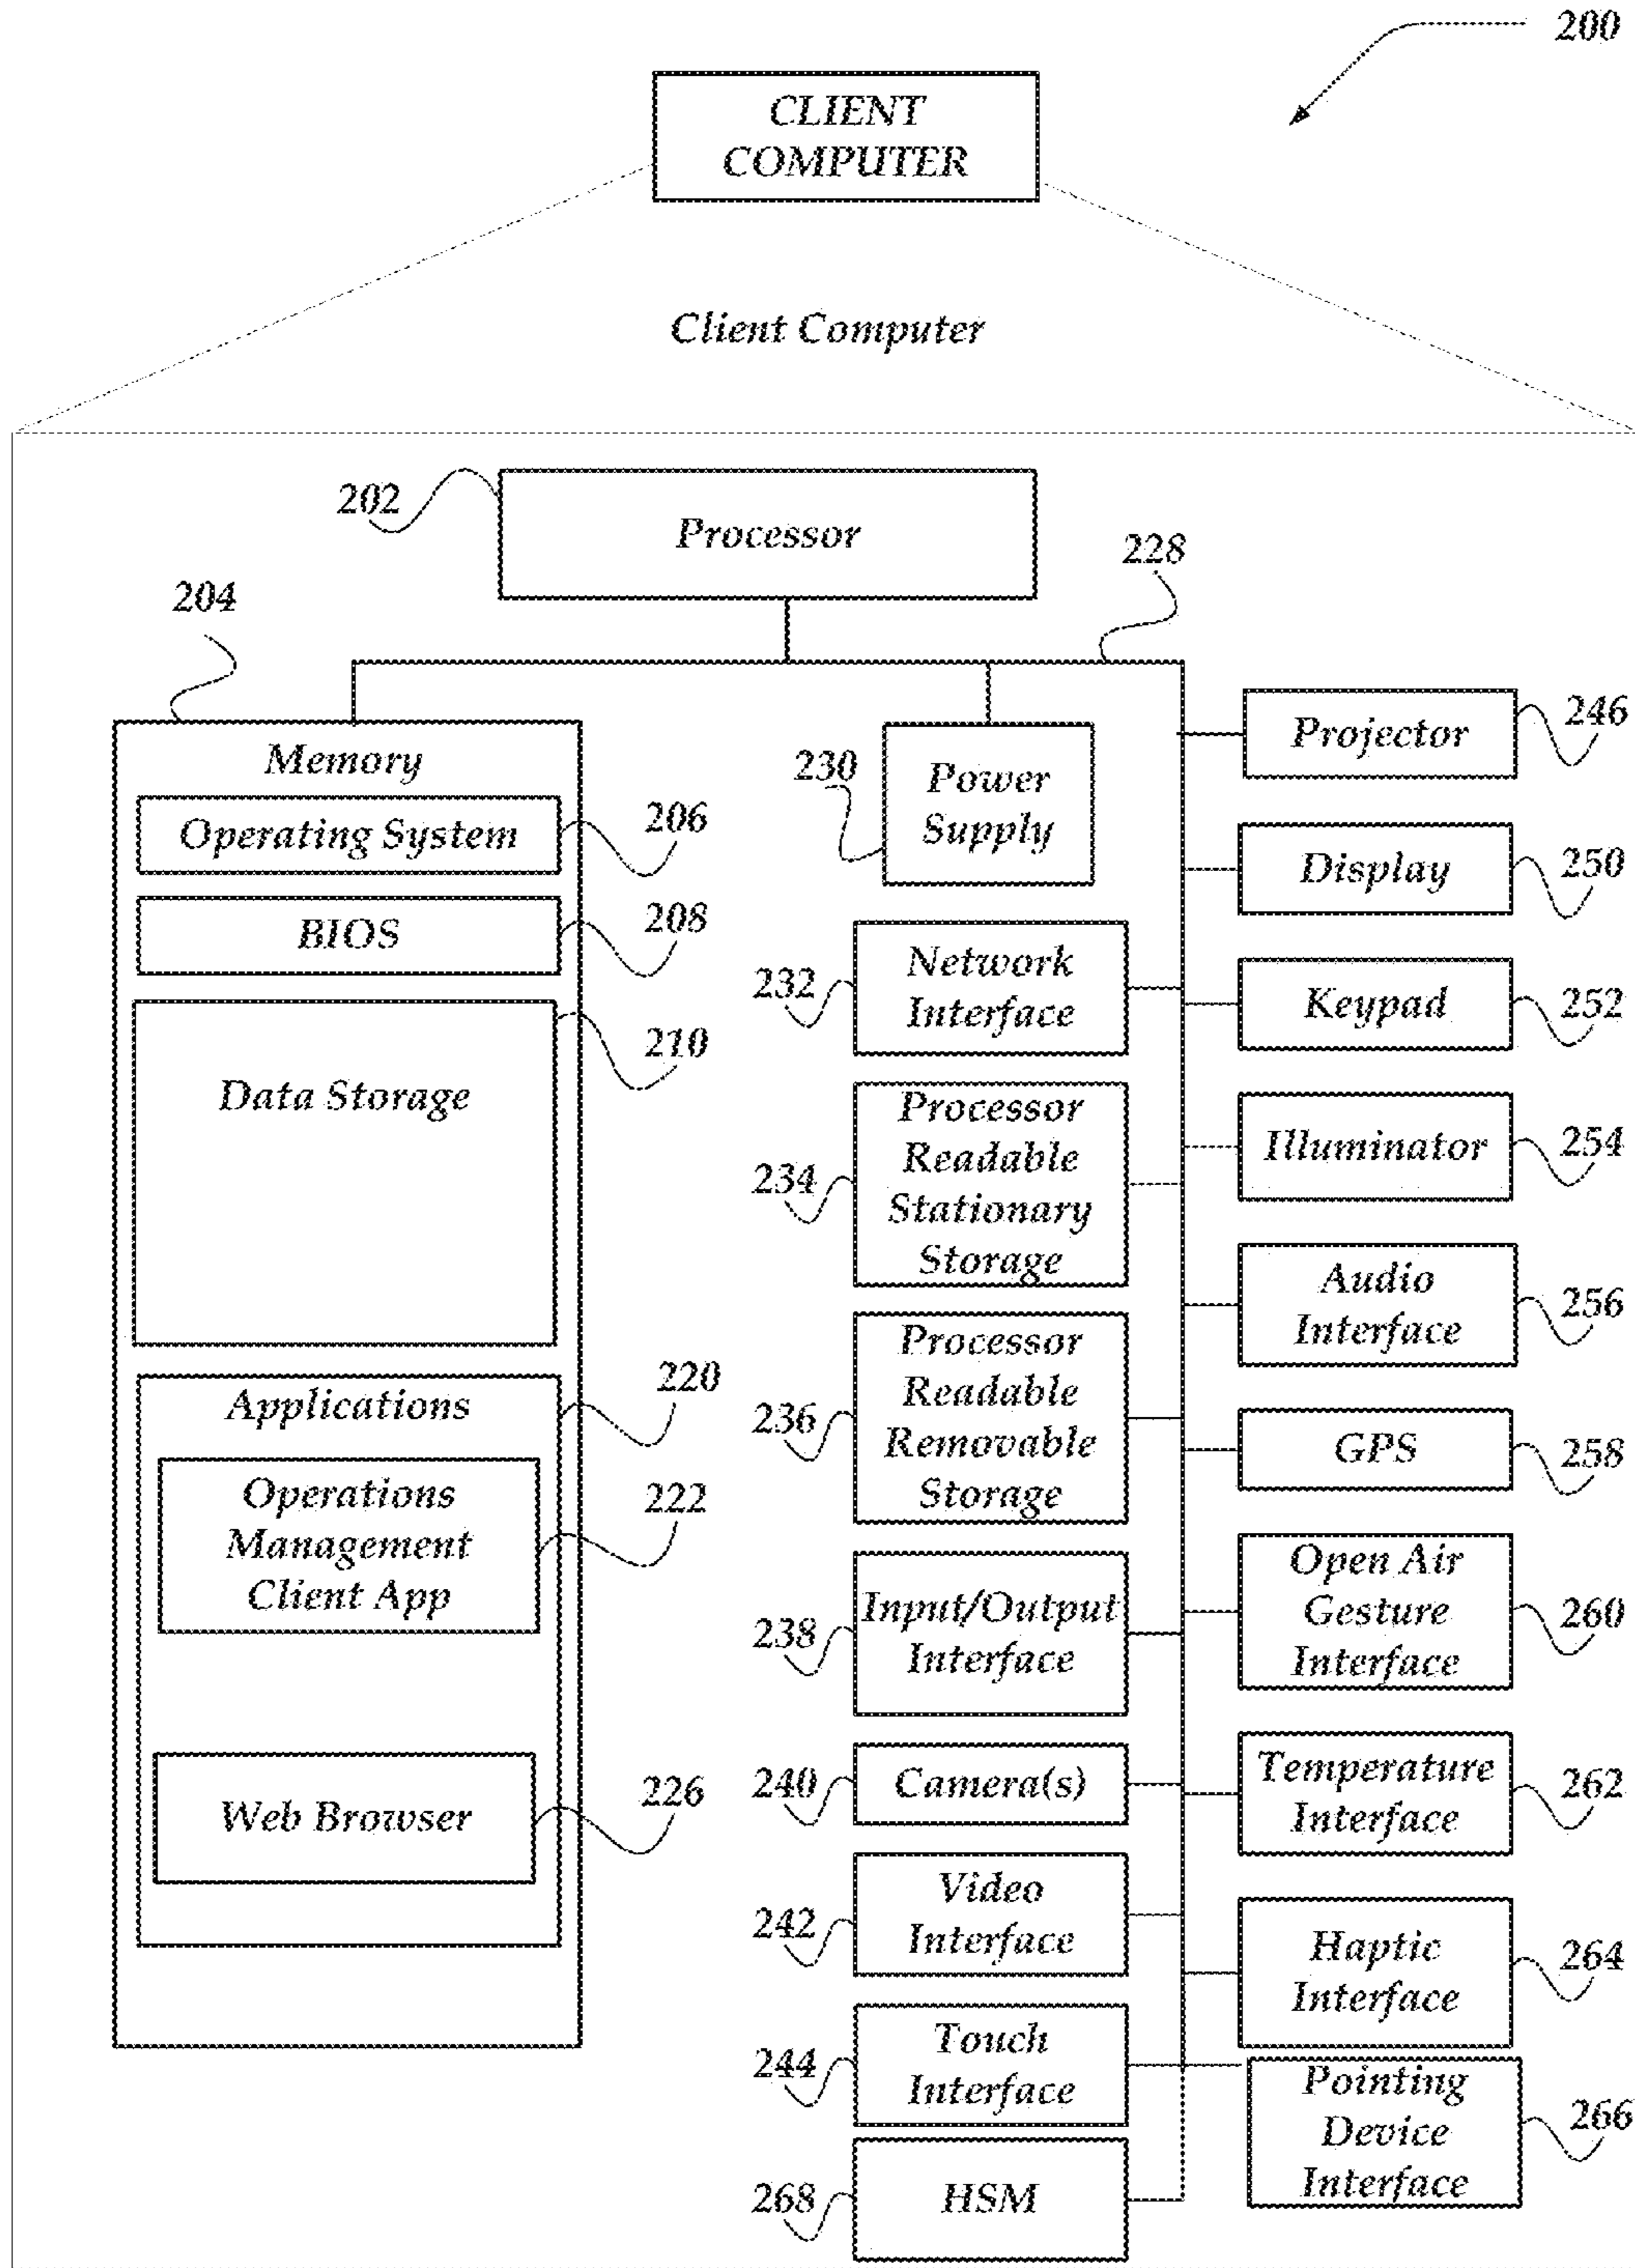 200
CLIENT
COMPUTER
Client Computer
202
Processor
228
204
Memory
Operating System
206
BIOS
208
Data Storage
210
Applications
220
Operations
Management
Client App
222
Web Browser
226
230
Power
Supply
232
Network
Interface
234
Processor
Readable
Stationary
Storage
236
Processor
Readable
Removable
Storage
238
Input/Output
Interface
240
Camera(s)
242
Video
Interface
244
Touch
Interface
268
HSM
Projector
246
Display
250
Keypad
252
Illuminator
254
Audio
Interface
256
GPS
258
Open Air
Gesture
Interface
260
Temperature
Interface
262
Haptic
Interface
264
Pointing
Device
Interface
266